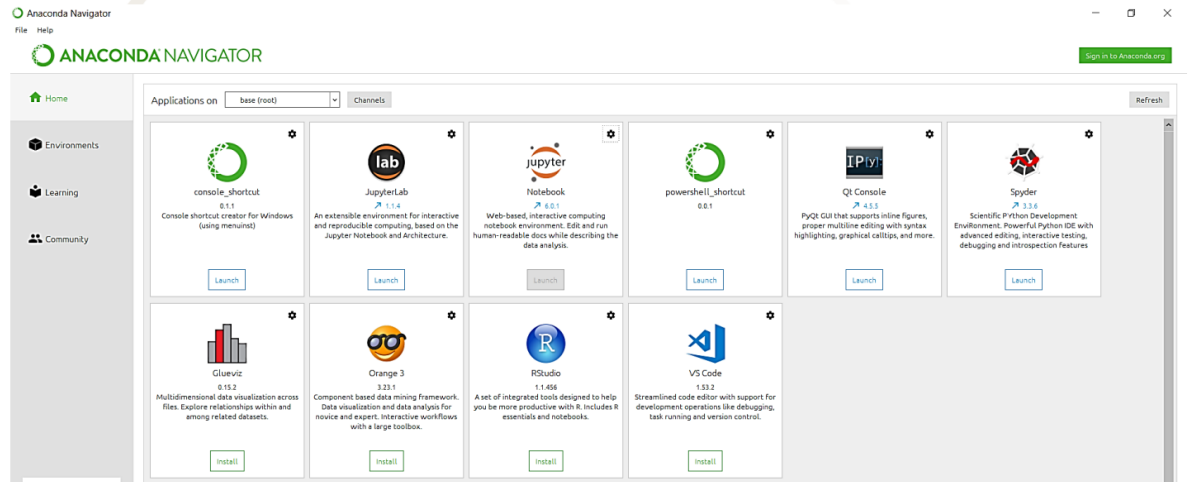 Anaconda Navigator
File Help
ANACONDA NAVIGATOR
Sign in to Anaconda.org
Home
Environments
Learning
Community
Applications on base (root) Channels Refresh
console_shortcut
0.1.1
Console shortcut creator for Windows
(using menuinst)
Launch
lab
JupyterLab
1.1.4
An extensible environment for interactive
and reproducible computing, based on the
Jupyter Notebook and Architecture.
Launch
jupyter
Notebook
6.0.1
Web-based, interactive computing
notebook environment. Edit and run
human-readable docs while describing the
data analysis.
Launch
powershell_shortcut
0.0.1
Launch
IP[y]:
Qt Console
4.5.5
PyQt GUI that supports inline figures,
proper multiline editing with syntax
highlighting, graphical calltips, and more.
Launch
Spyder
3.3.6
Scientific PYthon Development
EnviRonment. Powerful Python IDE with
advanced editing, interactive testing,
debugging and introspection features
Launch
Glueviz
0.15.2
Multidimensional data visualization across
files. Explore relationships within and
among related datasets.
Install
Orange 3
3.23.1
Component based data mining framework.
Data visualization and data analysis for
novice and expert. Interactive workflows
with a large toolbox.
Install
R
RStudio
1.1.456
A set of integrated tools designed to help
you be more productive with R. Includes R
essentials and notebooks.
Install
VS Code
1.53.2
Streamlined code editor with support for
development operations like debugging,
task running and version control.
Install